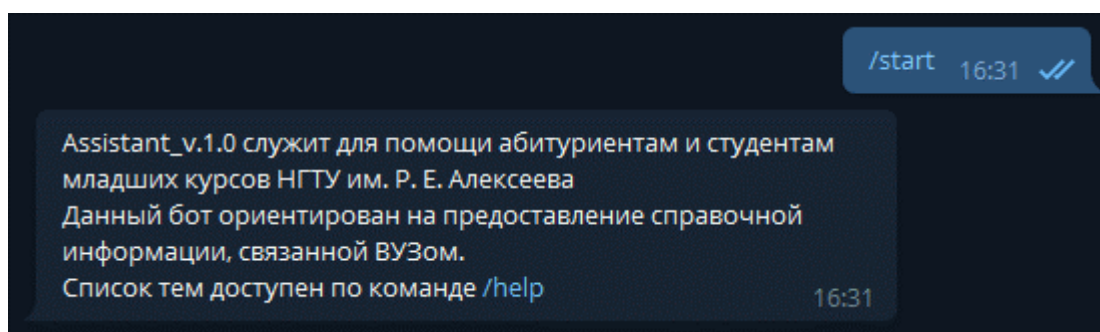 /start 16:31
Assistant_v.1.0 служит для помощи абитуриентам и студентам
младших курсов НГТУ им. Р. Е. Алексеева
Данный бот ориентирован на предоставление справочной
информации, связанной ВУЗом.
Список тем доступен по команде /help 16:31